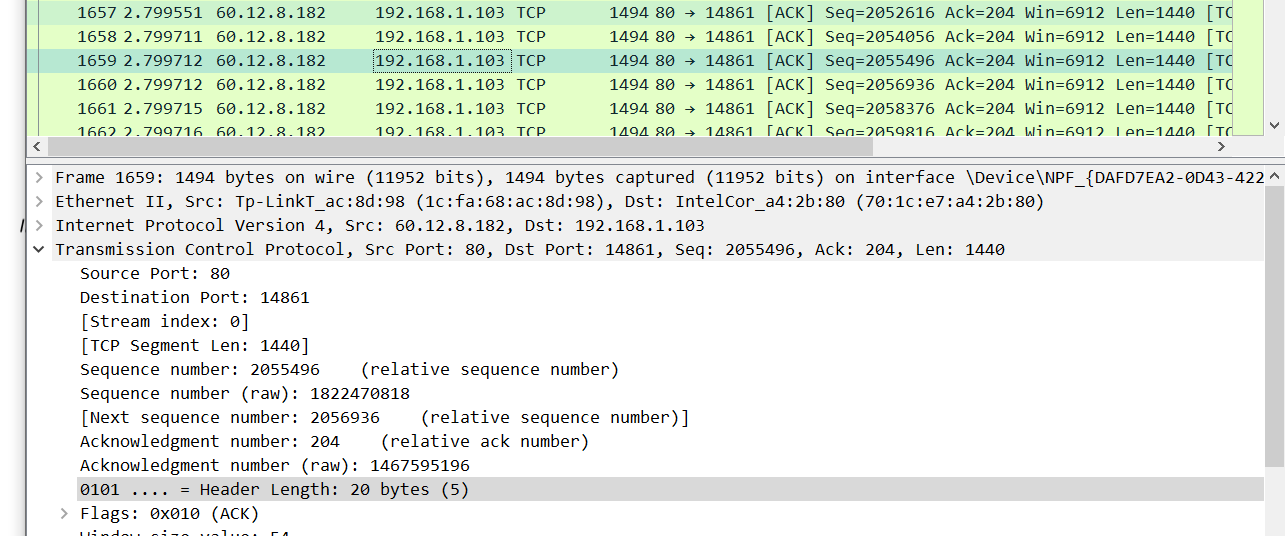 1657 2.799551 60.12.8.182 192.168.1.103 TCP 1494 80 → 14861 [ACK] Seq=2052616 Ack=204 Win=6912 Len=1440 [TC
1658 2.799711 60.12.8.182 192.168.1.103 TCP 1494 80 → 14861 [ACK] Seq=2054056 Ack=204 Win=6912 Len=1440 [TC
1659 2.799712 60.12.8.182 192.168.1.103 TCP 1494 80 → 14861 [ACK] Seq=2055496 Ack=204 Win=6912 Len=1440 [TC
1660 2.799712 60.12.8.182 192.168.1.103 TCP 1494 80 → 14861 [ACK] Seq=2056936 Ack=204 Win=6912 Len=1440 [TC
1661 2.799715 60.12.8.182 192.168.1.103 TCP 1494 80 → 14861 [ACK] Seq=2058376 Ack=204 Win=6912 Len=1440 [TC
1662 2.799716 60.12.8.182 192.168.1.103 TCP 1494 80 → 14861 [ACK] Seq=2059816 Ack=204 Win=6912 Len=1440 [TC
Frame 1659: 1494 bytes on wire (11952 bits), 1494 bytes captured (11952 bits) on interface \Device\NPF_{DAFD7EA2-0D43-422
Ethernet II, Src: Tp-LinkT_ac:8d:98 (1c:fa:68:ac:8d:98), Dst: IntelCor_a4:2b:80 (70:1c:e7:a4:2b:80)
Internet Protocol Version 4, Src: 60.12.8.182, Dst: 192.168.1.103
Transmission Control Protocol, Src Port: 80, Dst Port: 14861, Seq: 2055496, Ack: 204, Len: 1440
Source Port: 80
Destination Port: 14861
[Stream index: 0]
[TCP Segment Len: 1440]
Sequence number: 2055496 (relative sequence number)
Sequence number (raw): 1822470818
[Next sequence number: 2056936 (relative sequence number)]
Acknowledgment number: 204 (relative ack number)
Acknowledgment number (raw): 1467595196
0101 .... = Header Length: 20 bytes (5)
Flags: 0x010 (ACK)
Window size value: 54